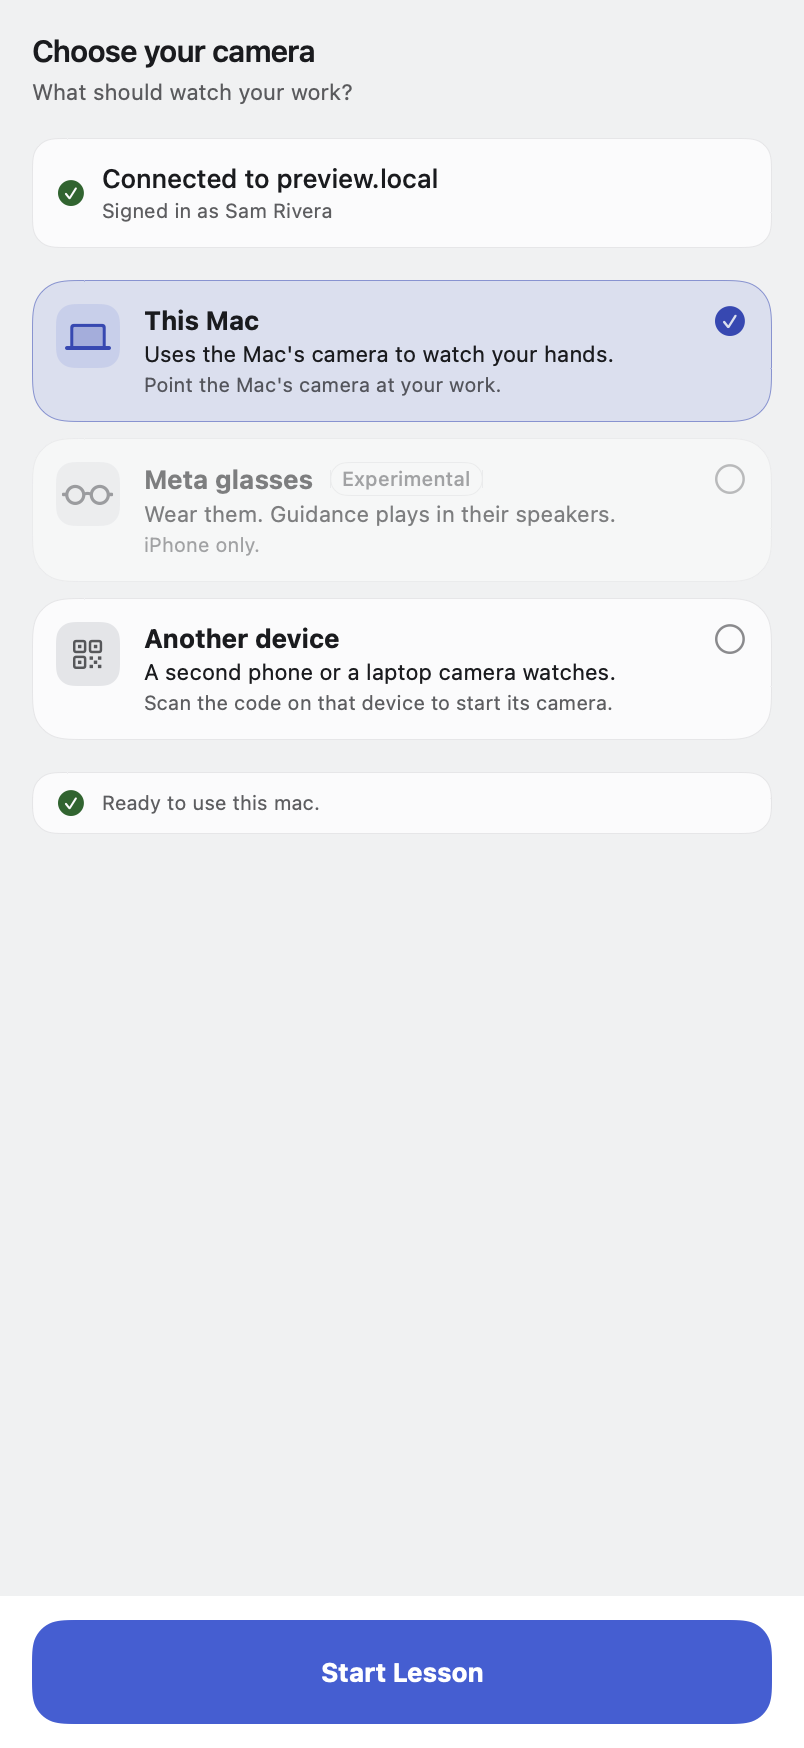 Choose your camera
What should watch your work?
Connected to preview.local
Signed in as Sam Rivera
This Mac
Uses the Mac's camera to watch your hands.
Point the Mac's camera at your work.
Meta glasses Experimental
Wear them. Guidance plays in their speakers.
iPhone only.
Another device
A second phone or a laptop camera watches.
Scan the code on that device to start its camera.
Ready to use this mac.
Start Lesson